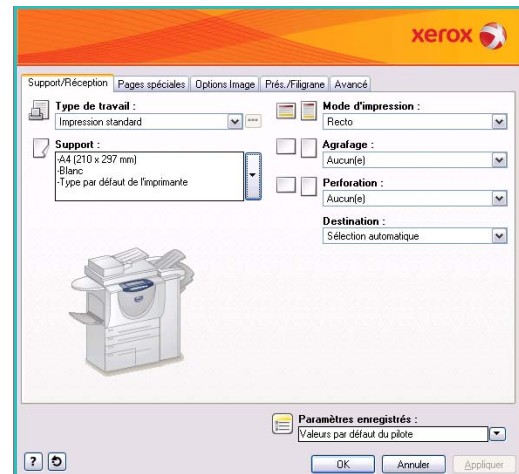 xerox
Support/Réception Pages spéciales Options Image Prés./Filigrane Avancé
Type de travail :
Impression standard
Support :
-A4 (210 x 297 mm)
-Blanc
-Type par défaut de l'imprimante
Mode d'impression :
Recto
Agrafage :
Aucun(e)
Perforation :
Aucun(e)
Destination :
Sélection automatique
Paramètres enregistrés :
Valeurs par défaut du pilote
? OK Annuler Appliquer